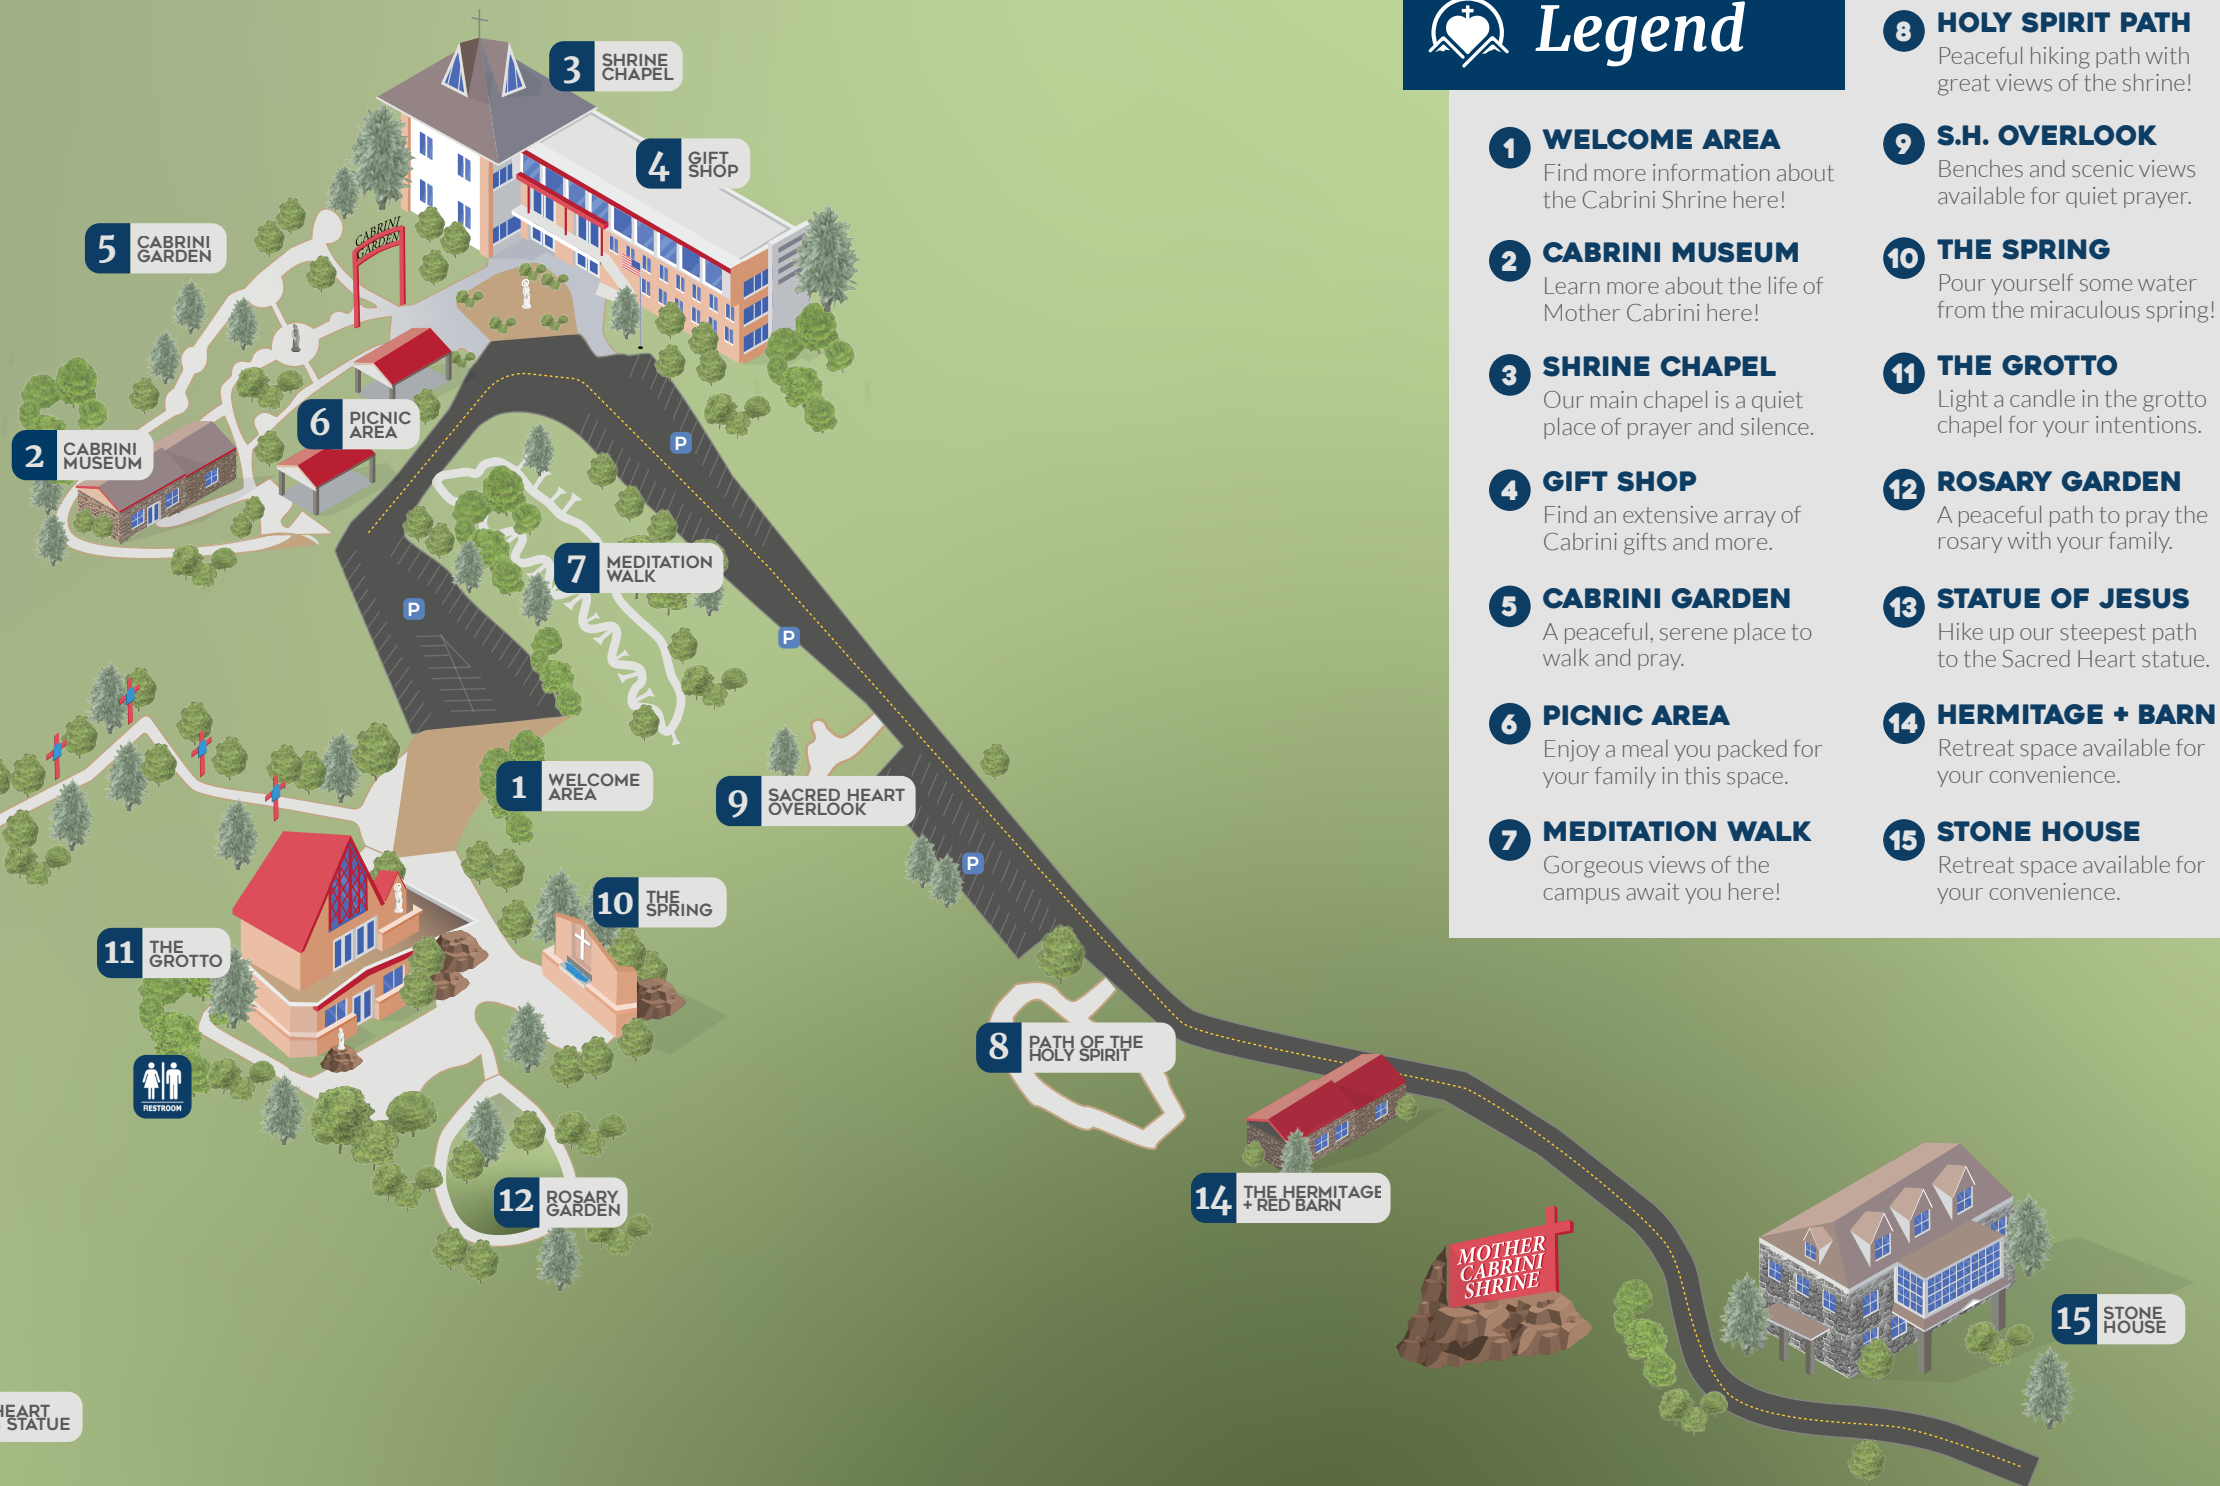 3
SHRINE
CHAPEL
4
GIFT
SHOP
5
CABRINI
GARDEN
CABRINI
GARDEN
6
PICNIC
AREA
2
CABRINI
MUSEUM
P
7
MEDITATION
WALK
P
P
1
WELCOME
AREA
9
SACRED HEART
OVERLOOK
P
10
THE
SPRING
11
THE
GROTTO
8
PATH OF THE
HOLY SPIRIT
RESTROOM
12
ROSARY
GARDEN
14
THE HERMITAGE
+ RED BARN
MOTHER
CABRINI
SHRINE
15
STONE
HOUSE
HEART
STATUE
Legend
1 WELCOME AREA
Find more information about
the Cabrini Shrine here!
2 CABRINI MUSEUM
Learn more about the life of
Mother Cabrini here!
3 SHRINE CHAPEL
Our main chapel is a quiet
place of prayer and silence.
4 GIFT SHOP
Find an extensive array of
Cabrini gifts and more.
5 CABRINI GARDEN
A peaceful, serene place to
walk and pray.
6 PICNIC AREA
Enjoy a meal you packed for
your family in this space.
7 MEDITATION WALK
Gorgeous views of the
campus await you here!
8 HOLY SPIRIT PATH
Peaceful hiking path with
great views of the shrine!
9 S.H. OVERLOOK
Benches and scenic views
available for quiet prayer.
10 THE SPRING
Pour yourself some water
from the miraculous spring!
11 THE GROTTO
Light a candle in the grotto
chapel for your intentions.
12 ROSARY GARDEN
A peaceful path to pray the
rosary with your family.
13 STATUE OF JESUS
Hike up our steepest path
to the Sacred Heart statue.
14 HERMITAGE + BARN
Retreat space available for
your convenience.
15 STONE HOUSE
Retreat space available for
your convenience.